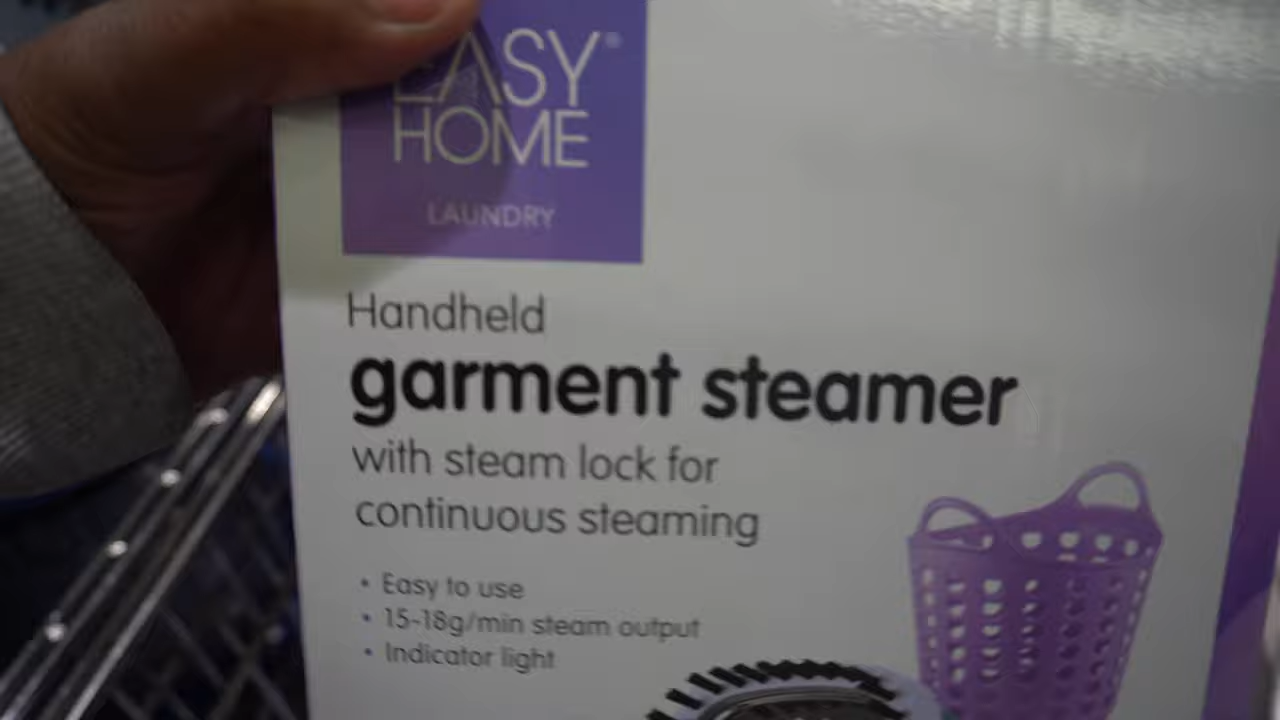 EASY®
HOME
LAUNDRY
Handheld
garment steamer
with steam lock for
continuous steaming
• Easy to use
• 15-18g/min steam output
• Indicator light